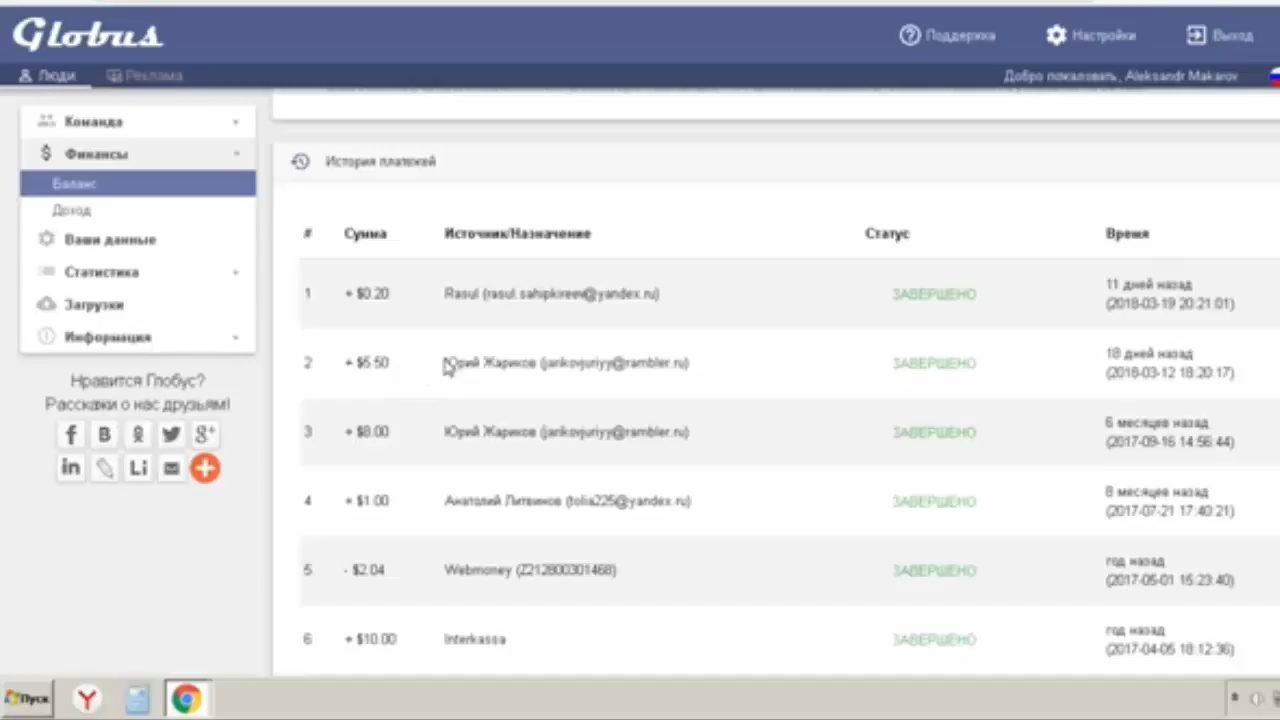 Globus
Поддержка Настройки Выход
Люди Реклама Добро пожаловать, Aleksandr Makarov
Команда
Финансы
Баланс
Доход
Ваши данные
Статистика
Загрузки
Информация
Нравится Глобус?
Расскажи о нас друзьям!
История платежей
# Сумма Источник/Назначение Статус Время
1 + $0.20 Rasul (rasul.sahipkireew@yandex.ru) ЗАВЕРШЕНО 11 дней назад
(2018-03-19 20:21:01)
2 + $5.50 Юрий Жариков (jarikovjuriyy@rambler.ru) ЗАВЕРШЕНО 18 дней назад
(2018-03-12 18:20:17)
3 + $8.00 Юрий Жариков (jarikovjuriyy@rambler.ru) ЗАВЕРШЕНО 6 месяцев назад
(2017-09-16 14:56:44)
4 + $1.00 Анатолий Литвинов (tolia225@yandex.ru) ЗАВЕРШЕНО 8 месяцев назад
(2017-07-21 17:40:21)
5 - $2.04 Webmoney (Z212800301468) ЗАВЕРШЕНО год назад
(2017-05-01 15:23:40)
6 + $10.00 Interkassa ЗАВЕРШЕНО год назад
(2017-04-05 18:12:36)
Пуск